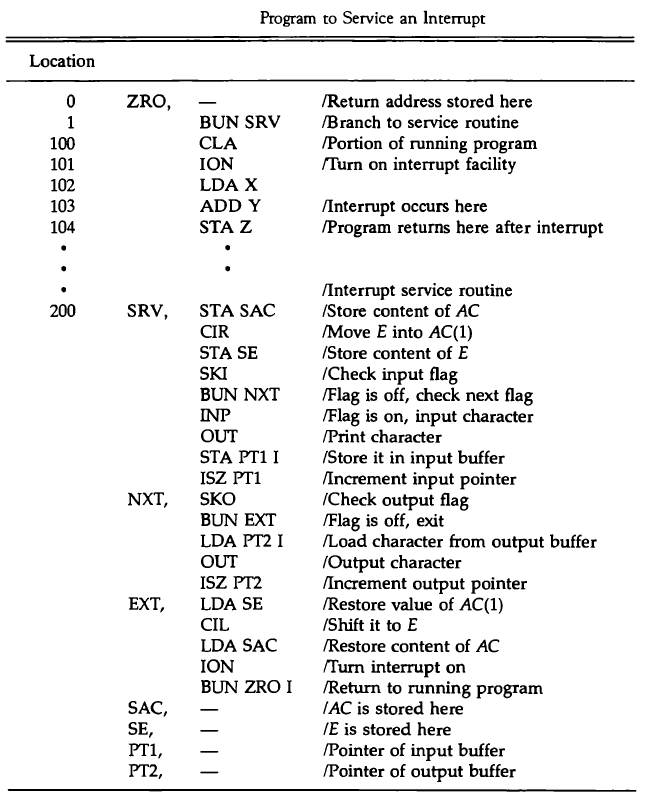 Program to Service an Interrupt
Location
0 ZRO, — /Return address stored here
1 BUN SRV /Branch to service routine
100 CLA /Portion of running program
101 ION /Turn on interrupt facility
102 LDA X
103 ADD Y /Interrupt occurs here
104 STA Z /Program returns here after interrupt
• •
• •
• /Interrupt service routine
200 SRV, STA SAC /Store content of AC
CIR /Move E into AC(1)
STA SE /Store content of E
SKI /Check input flag
BUN NXT /Flag is off, check next flag
INP /Flag is on, input character
OUT /Print character
STA PT1 I /Store it in input buffer
ISZ PT1 /Increment input pointer
NXT, SKO /Check output flag
BUN EXT /Flag is off, exit
LDA PT2 I /Load character from output buffer
OUT /Output character
ISZ PT2 /Increment output pointer
EXT, LDA SE /Restore value of AC(1)
CIL /Shift it to E
LDA SAC /Restore content of AC
ION /Turn interrupt on
BUN ZRO I /Return to running program
SAC, — /AC is stored here
SE, — /E is stored here
PT1, — /Pointer of input buffer
PT2, — /Pointer of output buffer